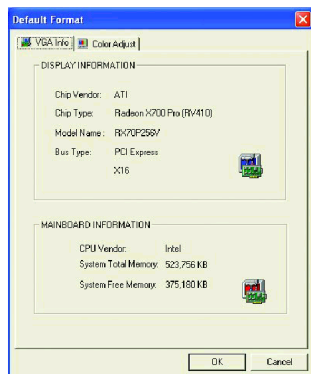 Default Format
VGA Info Color Adjust
DISPLAY INFORMATION
Chip Vendor: ATI
Chip Type: Radeon X700 Pro (RV410)
Model Name : RX70P256V
Bus Type: PCI Express
X16
MAINBOARD INFORMATION
CPU Vendor: Intel
System Total Memory: 523,756 KB
System Free Memory: 375,180 KB
OK Cancel